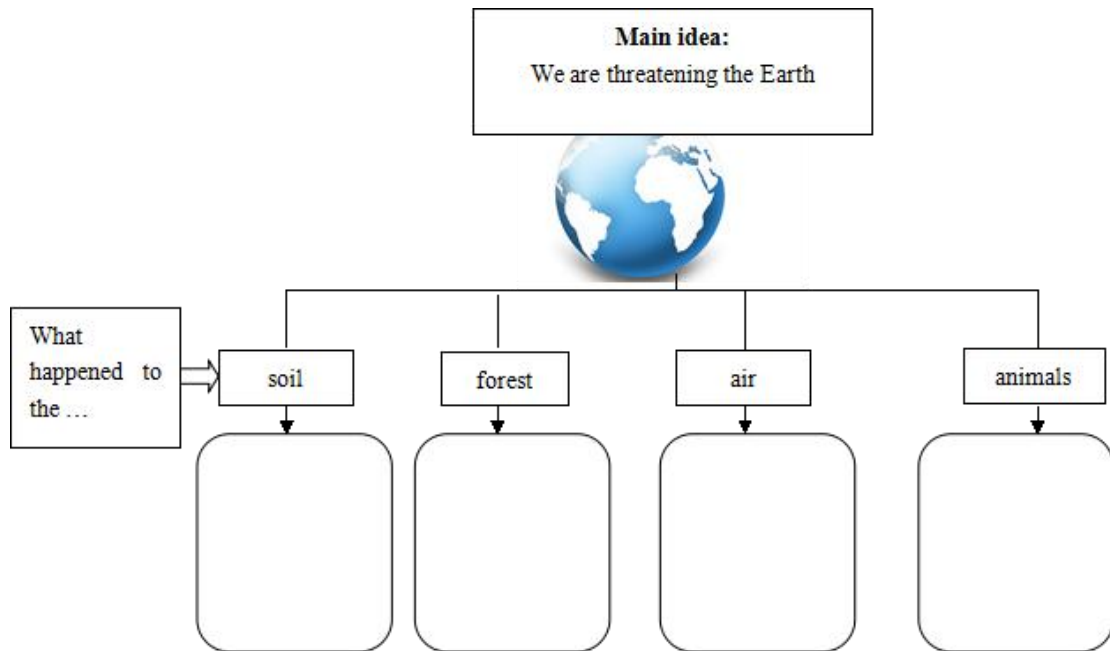 Main idea:
We are threatening the Earth
What
happened to
the …
soil
forest
air
animals